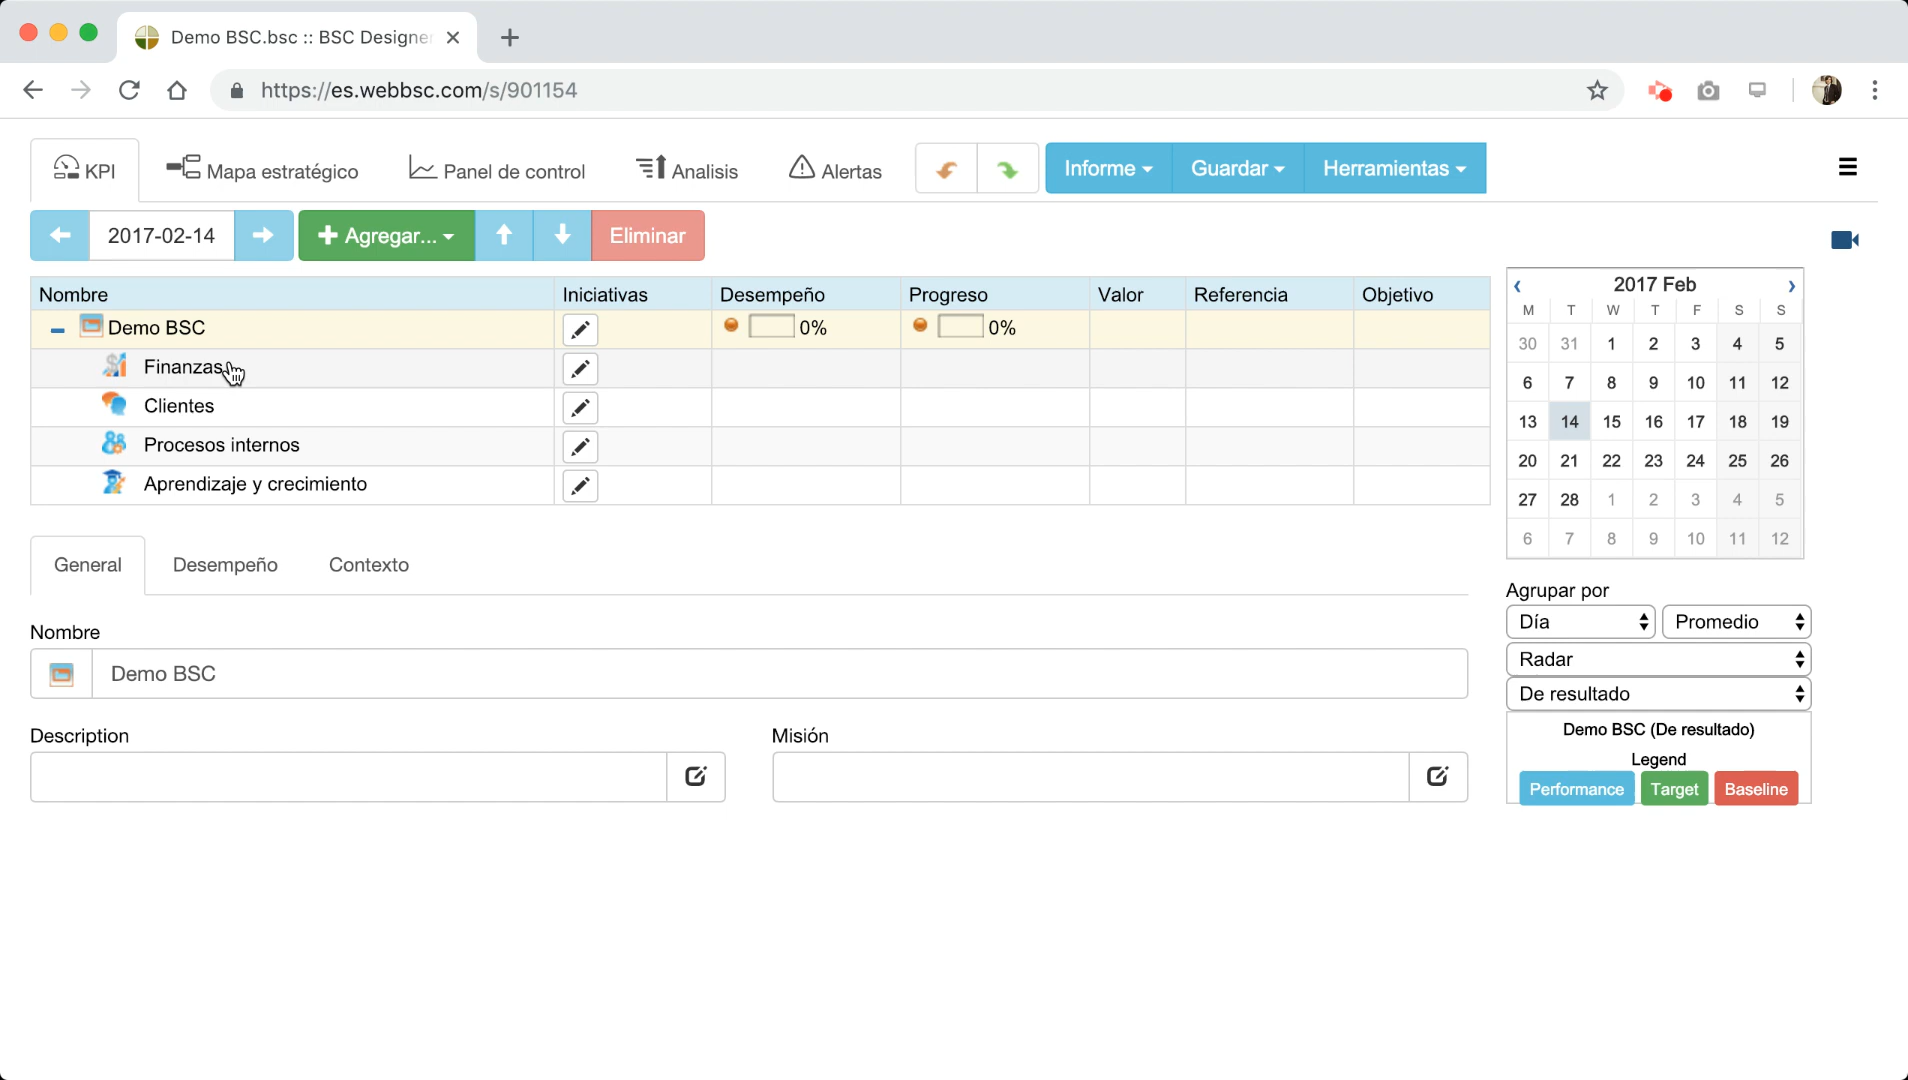 Demo BSC.bsc :: BSC Designer
https://es.webbsc.com/s/901154
KPI
Mapa estratégico
Panel de control
Analisis
Alertas
Informe
Guardar
Herramientas
2017-02-14
Agregar...
Eliminar
Nombre Iniciativas Desempeño Progreso Valor Referencia Objetivo
Demo BSC 0% 0%
Finanzas
Clientes
Procesos internos
Aprendizaje y crecimiento
General Desempeño Contexto
Nombre
Demo BSC
Description Misión
2017 Feb
M T W T F S S
30 31 1 2 3 4 5
6 7 8 9 10 11 12
13 14 15 16 17 18 19
20 21 22 23 24 25 26
27 28 1 2 3 4 5
6 7 8 9 10 11 12
Agrupar por
Día Promedio
Radar
De resultado
Demo BSC (De resultado)
Legend
Performance Target Baseline